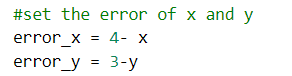 #set the error of x and y
error_x = 4- x
error_y = 3-y